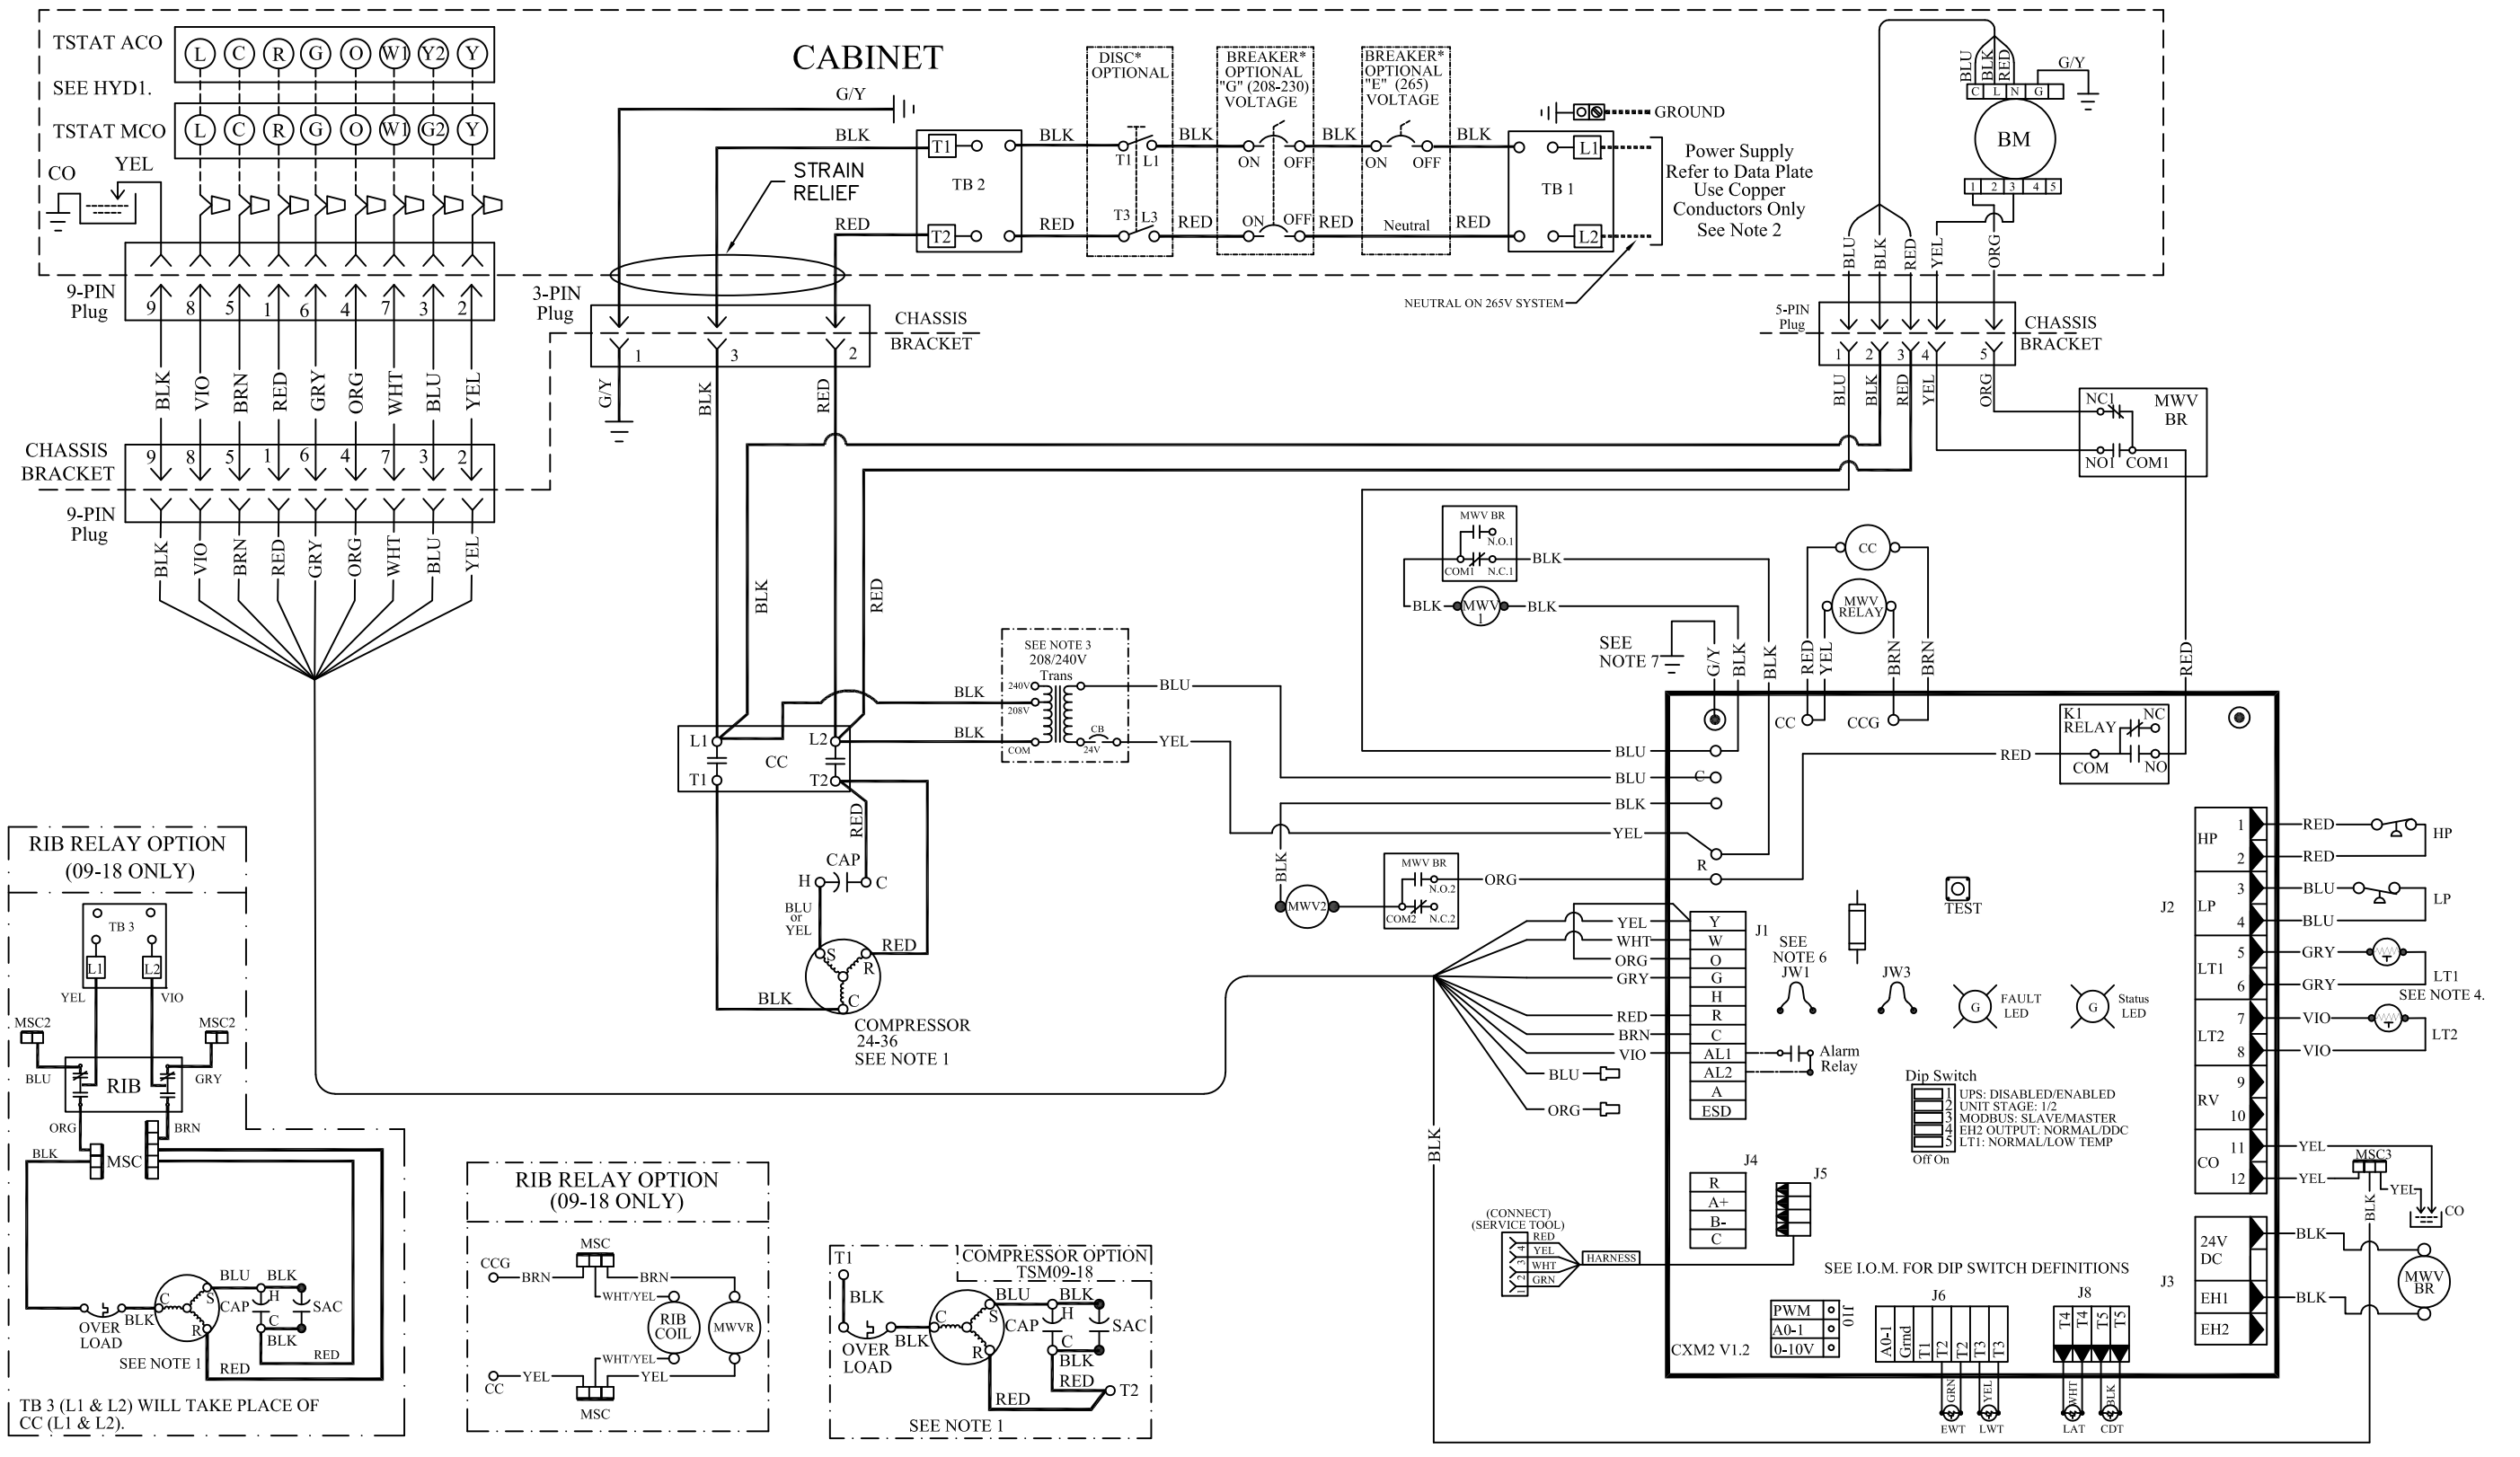 TSTAT ACO
L C R G O W1 Y2 Y
SEE HYD1.
TSTAT MCO
L C R G O W1 G2 Y
CO
YEL
9-PIN
Plug
9 8 5 1 6 4 7 3 2
BLK VIO BRN RED GRY ORG WHT BLU YEL
CHASSIS
BRACKET
9 8 5 1 6 4 7 3 2
9-PIN
Plug
BLK VIO BRN RED GRY ORG WHT BLU YEL
CABINET
G/Y
BLK
RED
STRAIN
RELIEF
T1
TB 2
T2
BLK
RED
DISC*
OPTIONAL
T1 L1
T3 L3
BLK
RED
BREAKER*
OPTIONAL
"G" (208-230)
VOLTAGE
ON OFF
ON OFF
BLK
RED
BREAKER*
OPTIONAL
"E" (265)
VOLTAGE
ON OFF
Neutral
BLK
RED
GROUND
L1
TB 1
L2
Power Supply
Refer to Data Plate
Use Copper
Conductors Only
See Note 2
NEUTRAL ON 265V SYSTEM
BLU BLK RED
G/Y
C L N G
BM
1 2 3 4 5
BLU BLK RED YEL ORG
5-PIN
Plug
CHASSIS
BRACKET
1 2 3 4 5
BLU BLK RED YEL ORG
3-PIN
Plug
CHASSIS
BRACKET
1 3 2
G/Y BLK RED
NC1
MWV
BR
NO1 COM1
RED
BLK
RED
MWV BR
N.O.1
COM1 N.C.1
BLK
BLK
MWV
1
BLK
CC
MWV
RELAY
SEE
NOTE 7
G/Y BLK BLK RED YEL BRN BRN
SEE NOTE 3
208/240V
Trans
240V
208V
COM
CB
24V
BLK
BLK
BLU
YEL
L1 L2
CC
T1 T2
RED
CAP
H C
BLU
or
YEL
RED
S R
C
BLK
COMPRESSOR
24-36
SEE NOTE 1
CC
CCG
K1
RELAY
NC
COM
NO
RED
BLU
BLU C
BLK
YEL
R
BLK
MWV2
MWV BR
N.O.2
COM2 N.C.2
ORG
YEL Y
WHT W
ORG O
GRY G
H
RED R
BRN C
VIO AL1
AL2
A
ESD
BLU
ORG
BLK
J1
SEE
NOTE 6
JW1
JW3
TEST
Alarm
Relay
G
FAULT
LED
G
Status
LED
Dip Switch
1 UPS: DISABLED/ENABLED
2 UNIT STAGE: 1/2
3 MODBUS: SLAVE/MASTER
4 EH2 OUTPUT: NORMAL/DDC
5 LT1: NORMAL/LOW TEMP
Off On
J2
HP
1 RED
2 RED
HP
LP
3 BLU
4 BLU
LP
LT1
5 GRY
6 GRY
LT1
SEE NOTE 4.
LT2
7 VIO
8 VIO
LT2
RV
9
10
CO
11 YEL
12 YEL
MSC3
YEL
BLK
CO
J3
24V
DC
BLK
EH1
BLK
EH2
MWV
BR
J4
R
A+
B-
C
J5
(CONNECT)
(SERVICE TOOL)
4 RED
3 YEL
2 WHT
1 GRN
HARNESS
SEE I.O.M. FOR DIP SWITCH DEFINITIONS
CXM2 V1.2
PWM
A0-1
0-10V
J10
J6
A0-1 Grnd T1 T2 T2 T3 T3
GRN YEL
EWT LWT
J8
T4 T4 T5 T5
WHT BLK
LAT CDT
RIB RELAY OPTION
(09-18 ONLY)
TB 3
L1 L2
YEL VIO
MSC2 MSC2
BLU GRY
RIB
ORG BRN
BLK
MSC
OVER
LOAD
BLK
C S
R
BLU BLK
H
CAP SAC
C
BLK
RED
SEE NOTE 1
RED
TB 3 (L1 & L2) WILL TAKE PLACE OF
CC (L1 & L2).
RIB RELAY OPTION
(09-18 ONLY)
CCG
BRN
MSC
BRN
WHT/YEL
RIB
COIL
MWVR
WHT/YEL
CC
YEL
YEL
MSC
T1
COMPRESSOR OPTION
TSM09-18
BLK
OVER
LOAD
BLK
C S
R
BLU BLK
H
CAP SAC
C
BLK
RED
T2
RED
SEE NOTE 1